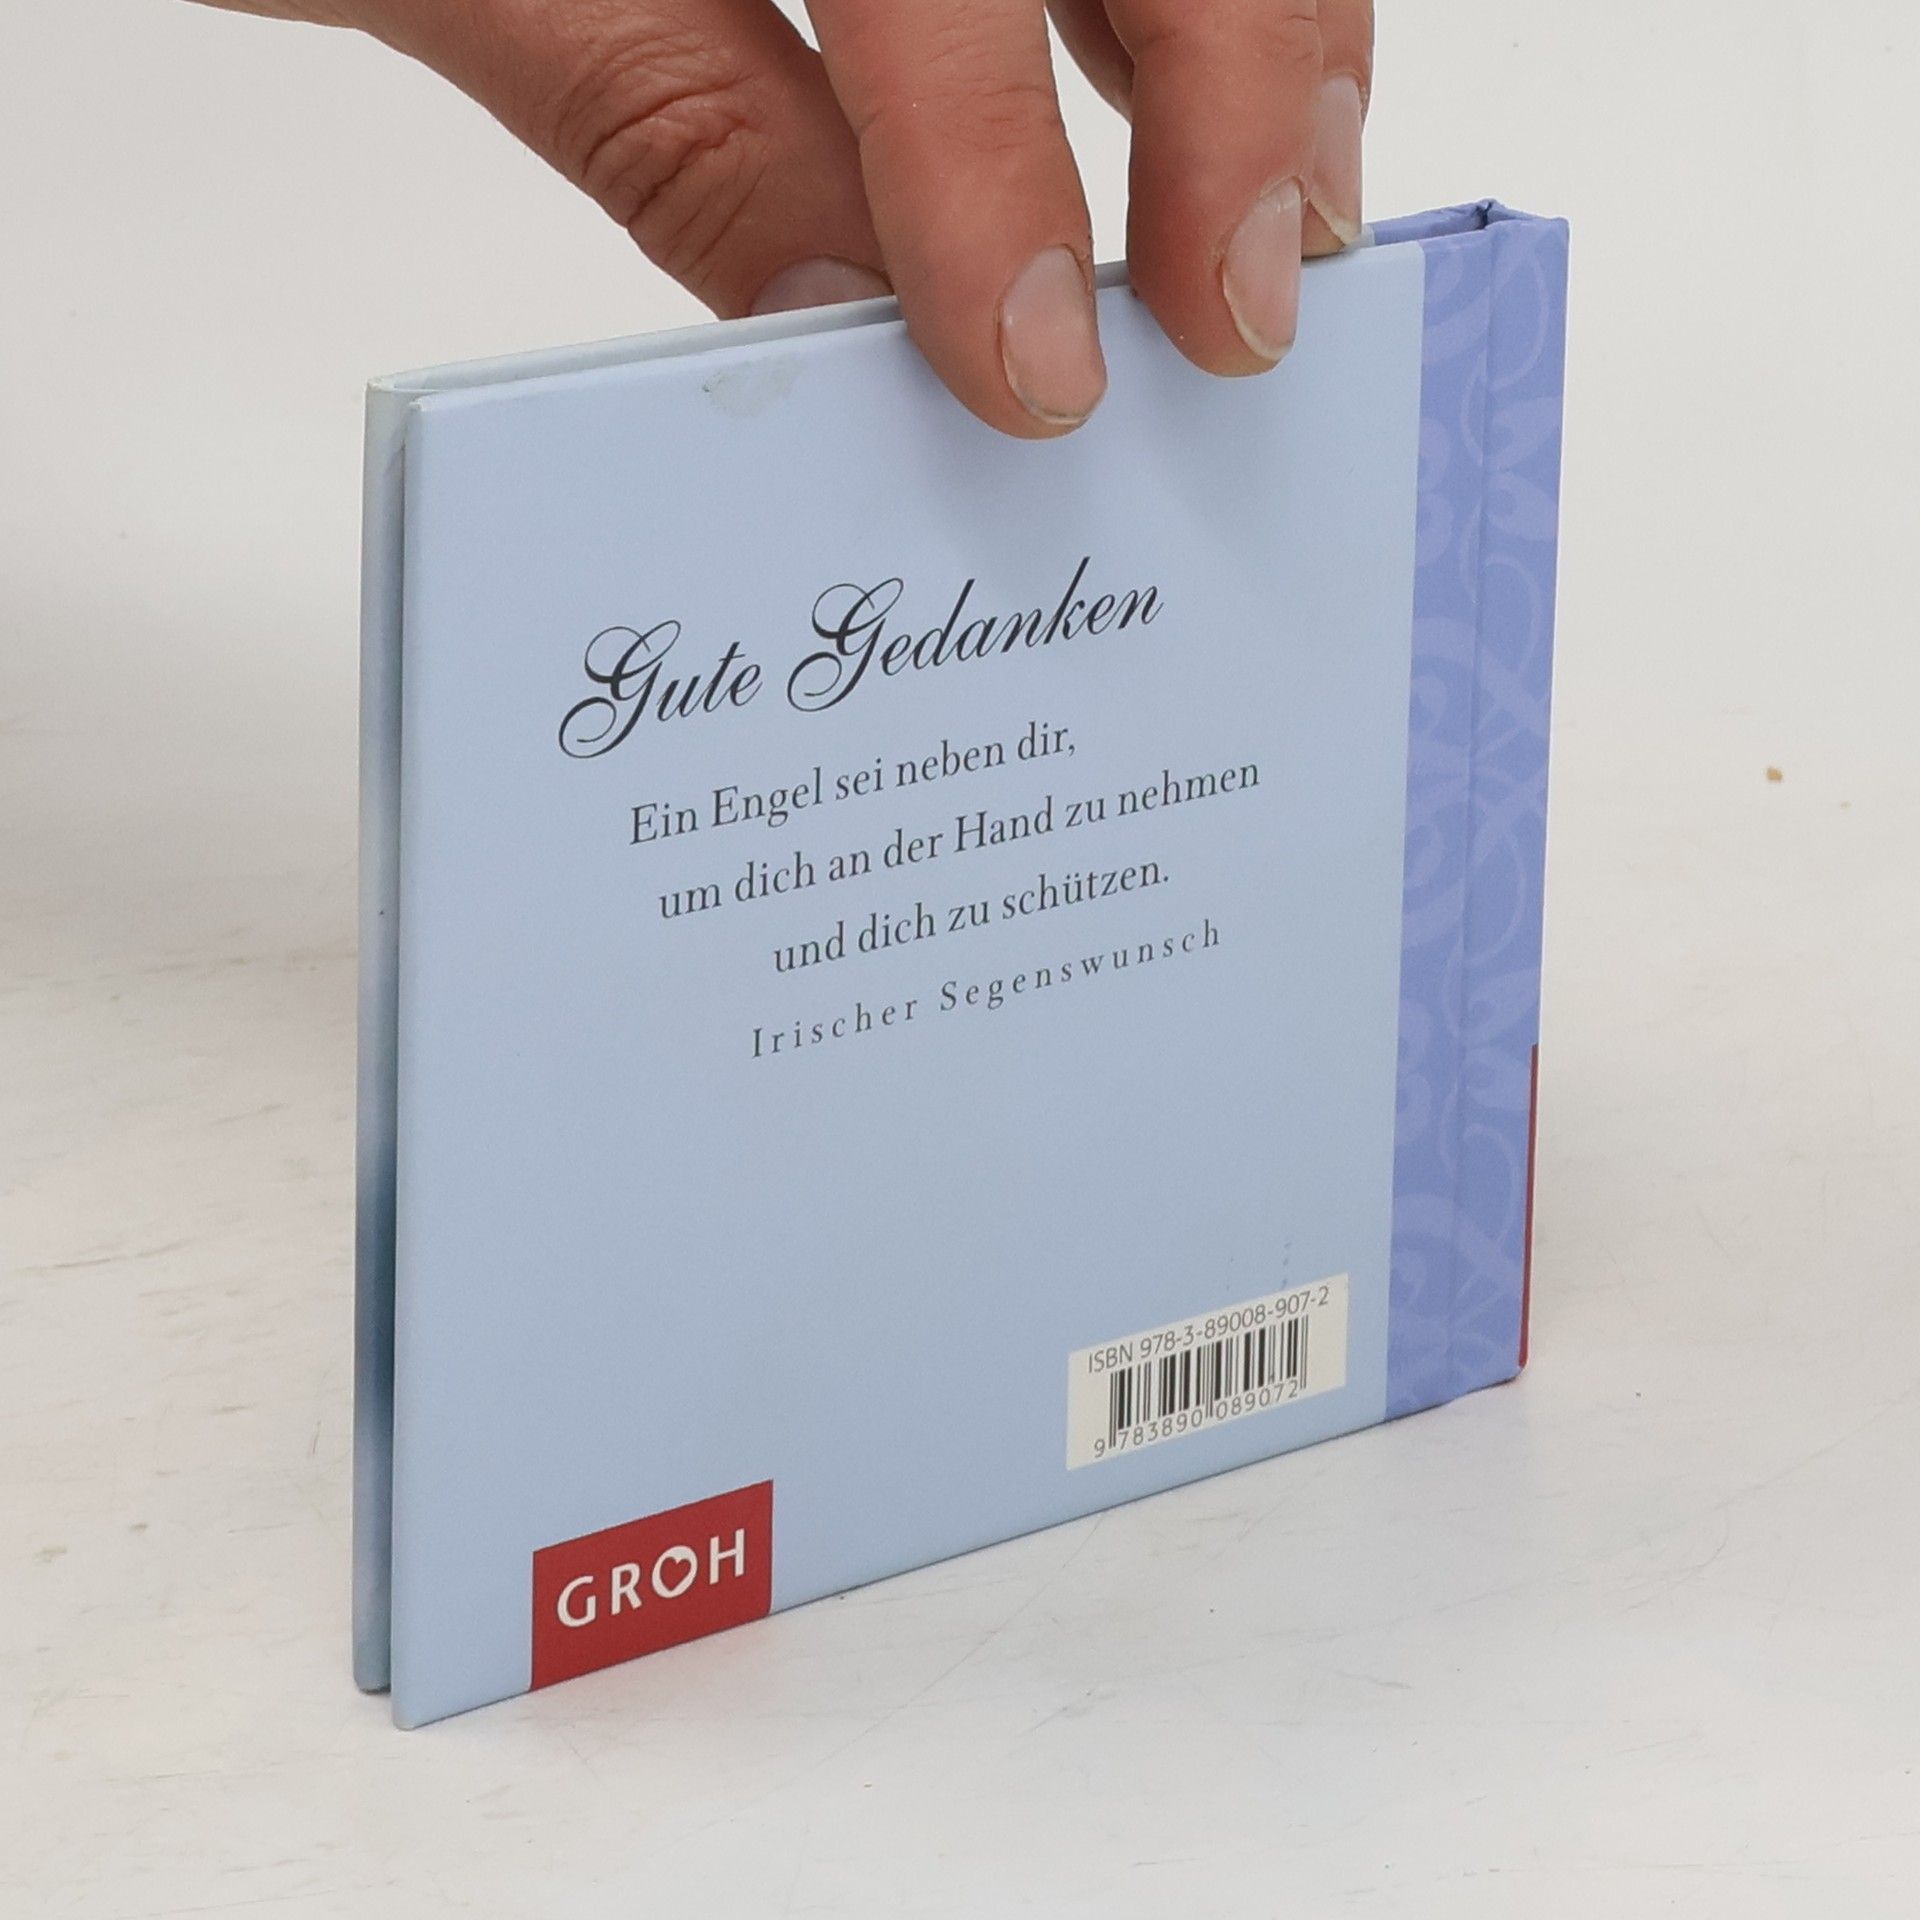 Gute Gedanken
Ein Engel sei neben dir,
um dich an der Hand zu nehmen
und dich zu schützen.
Irischer Segenswunsch
ISBN 978-3-89008-907-2
9 783890 089072
GROH